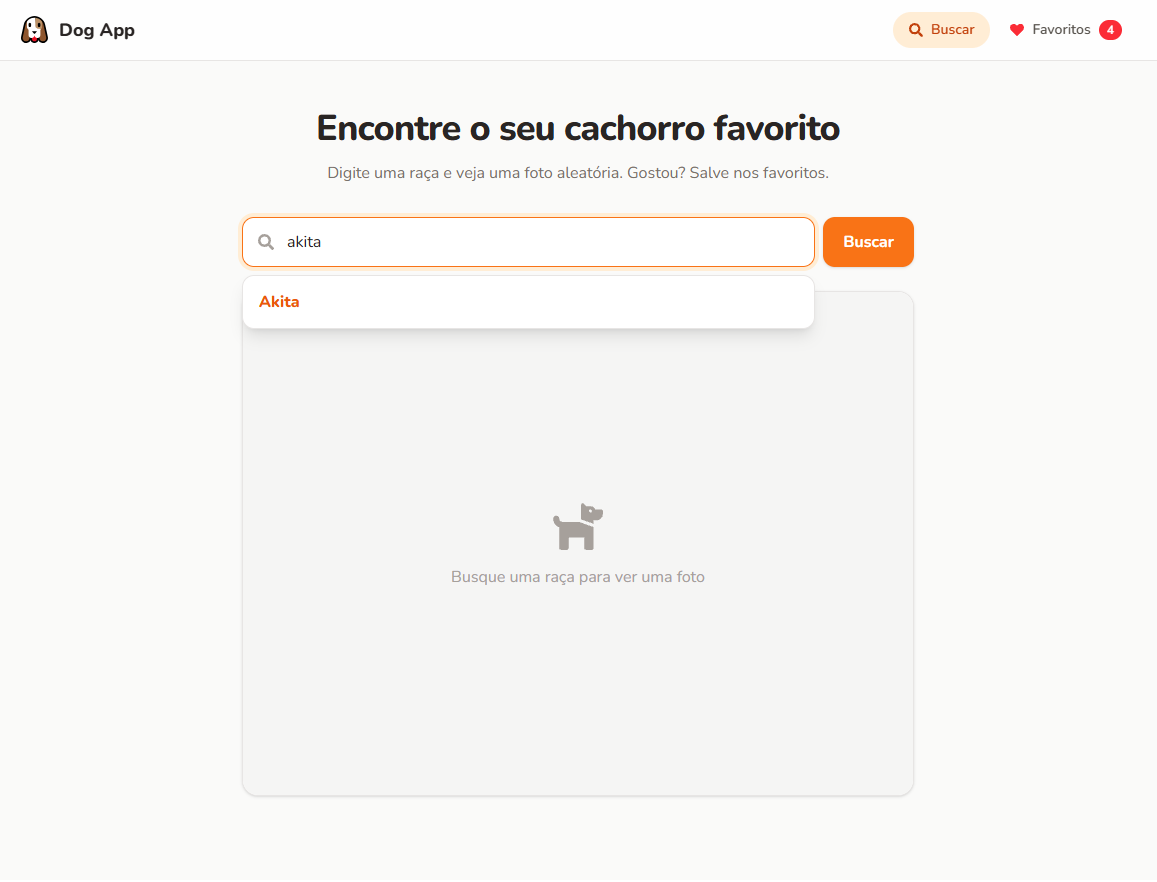 Dog App
Buscar
Favoritos 4
Encontre o seu cachorro favorito
Digite uma raça e veja uma foto aleatória. Gostou? Salve nos favoritos.
akita
Buscar
Akita
Busque uma raça para ver uma foto